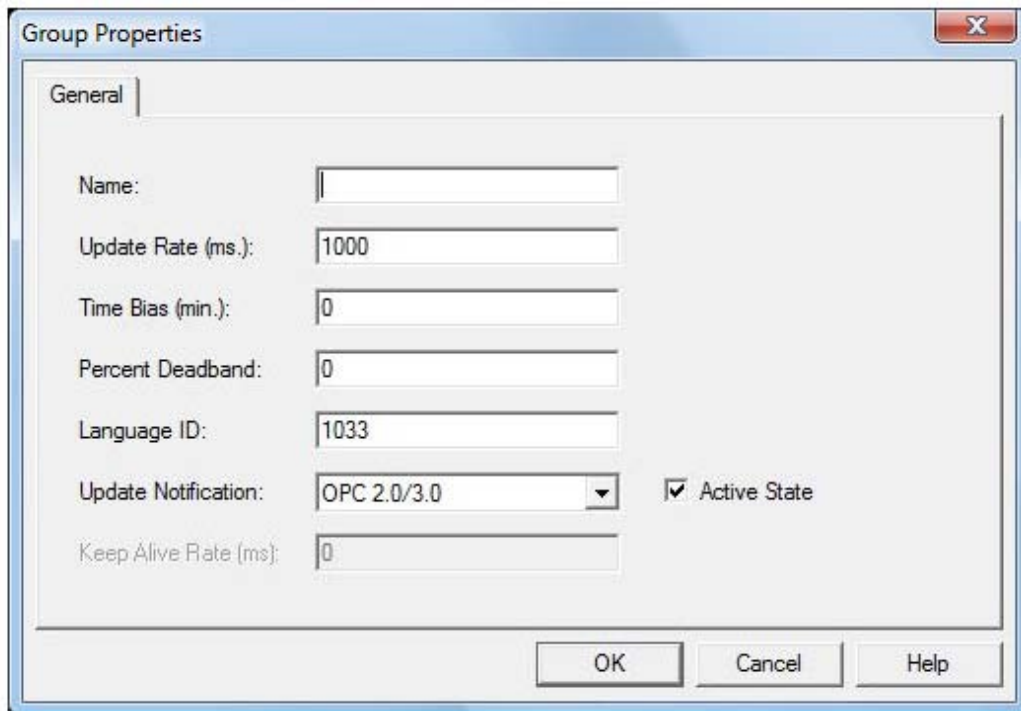 Group Properties
General
Name:
Update Rate (ms.): 1000
Time Bias (min.): 0
Percent Deadband: 0
Language ID: 1033
Update Notification: OPC 2.0/3.0 Active State
Keep Alive Rate (ms): 0
OK Cancel Help